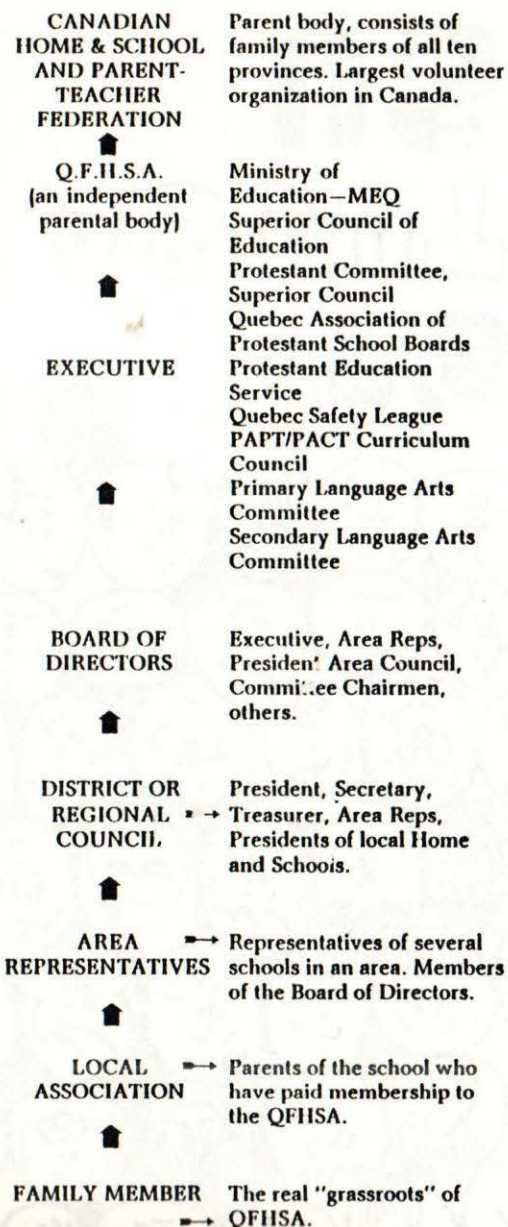 CANADIAN
HOME & SCHOOL
AND PARENT-
TEACHER
FEDERATION
Parent body, consists of
family members of all ten
provinces. Largest volunteer
organization in Canada.
Q.F.H.S.A.
(an independent
parental body)
Ministry of
Education—MEQ
Superior Council of
Education
Protestant Committee,
Superior Council
Quebec Association of
Protestant School Boards
EXECUTIVE
Protestant Education
Service
Quebec Safety League
PAPT/PACT Curriculum
Council
Primary Language Arts
Committee
Secondary Language Arts
Committee
BOARD OF
DIRECTORS
Executive, Area Reps,
President Area Council,
Committee Chairmen,
others.
DISTRICT OR
REGIONAL
COUNCIL
President, Secretary,
Treasurer, Area Reps,
Presidents of local Home
and Schools.
AREA
REPRESENTATIVES
Representatives of several
schools in an area. Members
of the Board of Directors.
LOCAL
ASSOCIATION
Parents of the school who
have paid membership to
the QFHSA.
FAMILY MEMBER
The real "grassroots" of
QFHSA.